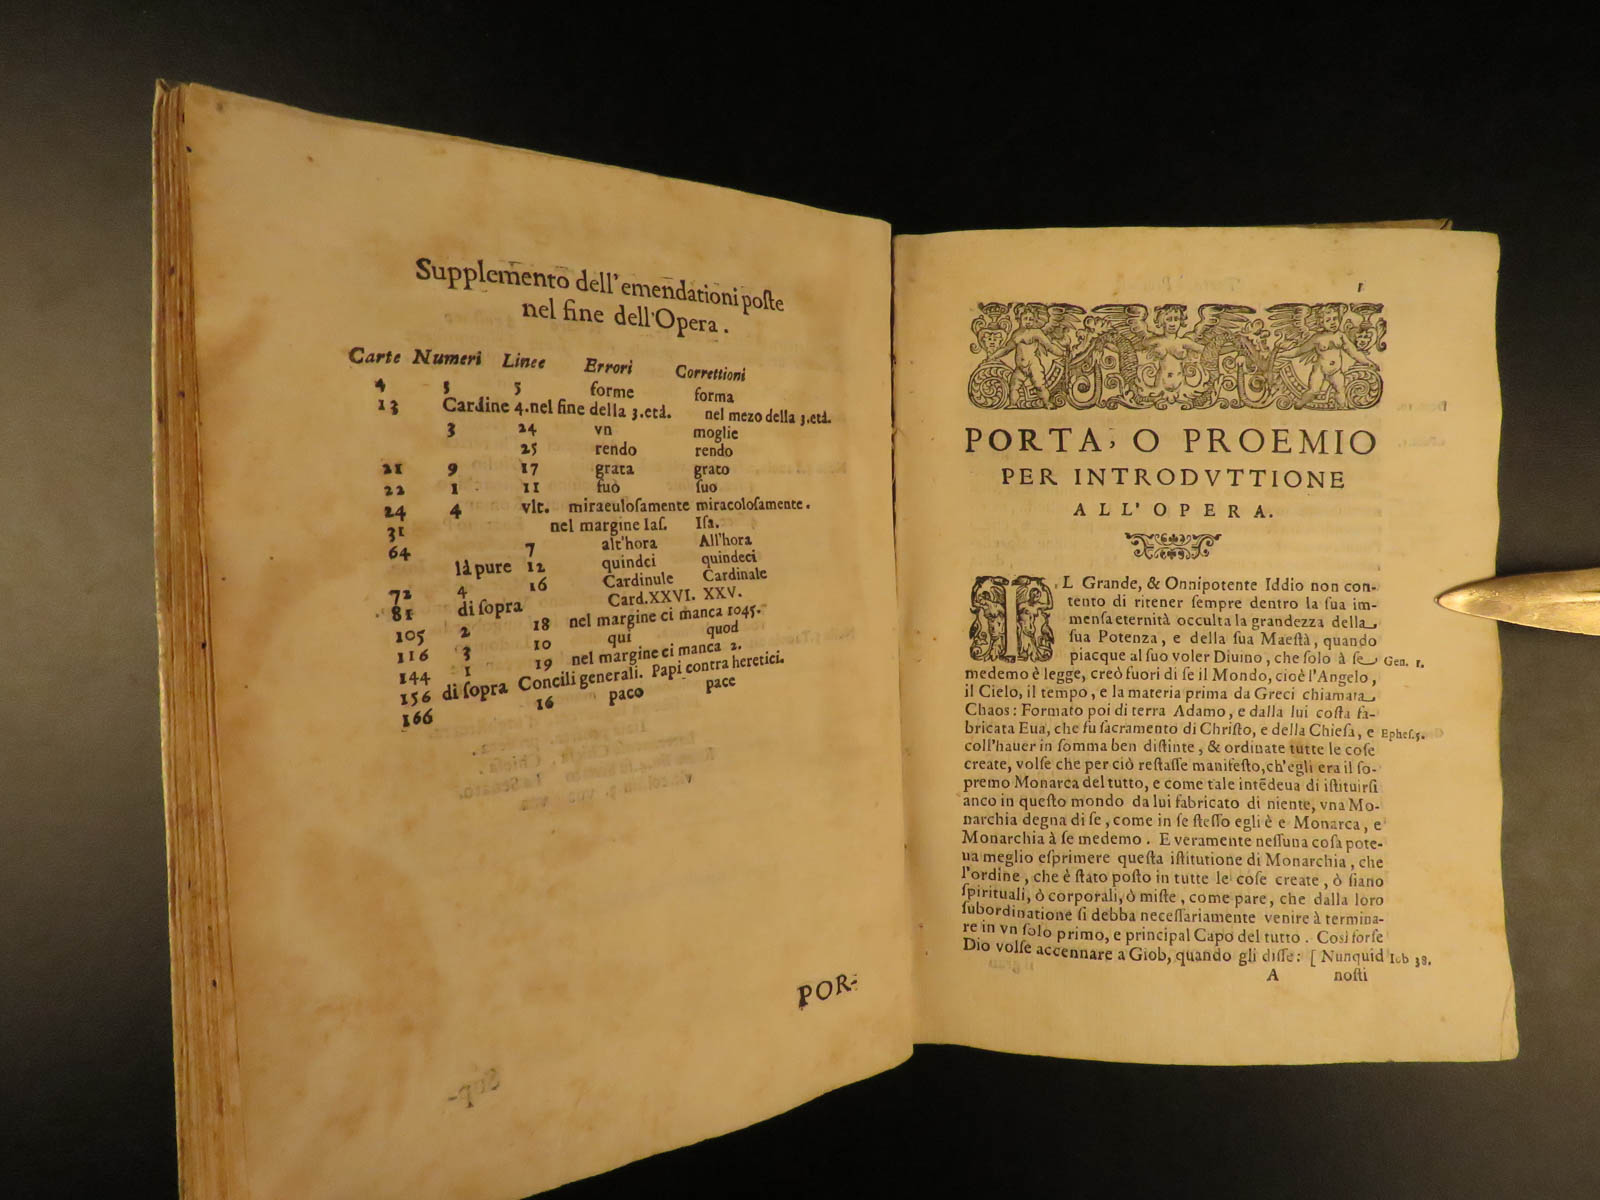 Supplemento dell'emendationi poſte
nel fine dell'Opera.
Carte Numeri Linee Errori Correttioni
4 5 5 forme forma
13 Cardine 4. nel fine della 3. età. nel mezo della 3. età.
3 24 vn moglie
25 rendo rendo
21 9 17 grata grato
22 1 11 ſuò ſuo
24 4 vlt. miraeuloſamente miracoloſamente.
31 nel margine Iaſ. Iſa.
64 7 alt'hora All'hora
là pure 12 quindci quindeci
72 4 16 Cardinule Cardinale
81 di ſopra Card. XXVI. XXV.
105 2 18 nel margine ci manca 1045.
116 3 10 qui quod
144 1 19 nel margine ci manca 2.
156 di ſopra Concili generali. Papi contra heretici.
166 16 paco pace
POR-
1
PORTA, O PROEMIO
PER INTRODVTTIONE
ALL'OPERA.
IL Grande, & Onnipotente Iddio non con-
tento di ritener ſempre dentro la ſua im-
menſa eternità occulta la grandezza della
ſua Potenza, e della ſua Maeſtà, quando
piacque al ſuo voler Diuino, che ſolo à ſe Gen. 1.
medemo è legge, creò fuori di ſe il Mondo, cioè l'Angelo,
il Cielo, il tempo, e la materia prima da Greci chiamata
Chaos: Formato poi di terra Adamo, e dalla lui coſta fa-
bricata Eua, che fu ſacramento di Chriſto, e della Chieſa, e Epheſ. 5.
coll'hauer in ſomma ben diſtinte, & ordinate tutte le coſe
create, volſe che per ciò reſtaſſe manifeſto, ch'egli era il ſo-
premo Monarca del tutto, e come tale intẽdeua di iſtituirſi
anco in queſto mondo da lui fabricato di niente, vna Mo-
narchia degna di ſe, come in ſe ſteſſo egli è e Monarca, e
Monarchia à ſe medemo. E veramente neſſuna coſa pote-
ua meglio eſprimere queſta iſtitutione di Monarchia, che
l'ordine, che è ſtato poſto in tutte le coſe create, ò ſiano
ſpirituali, ò corporali, ò miſte, come pare, che dalla loro
ſubordinatione ſi debba neceſſariamente venire à termina-
re in vn ſolo primo, e principal Capo del tutto. Così forſe
Dio volſe accennare a Giob, quando gli diſſe: [ Nunquid Iob 38.
A noſti